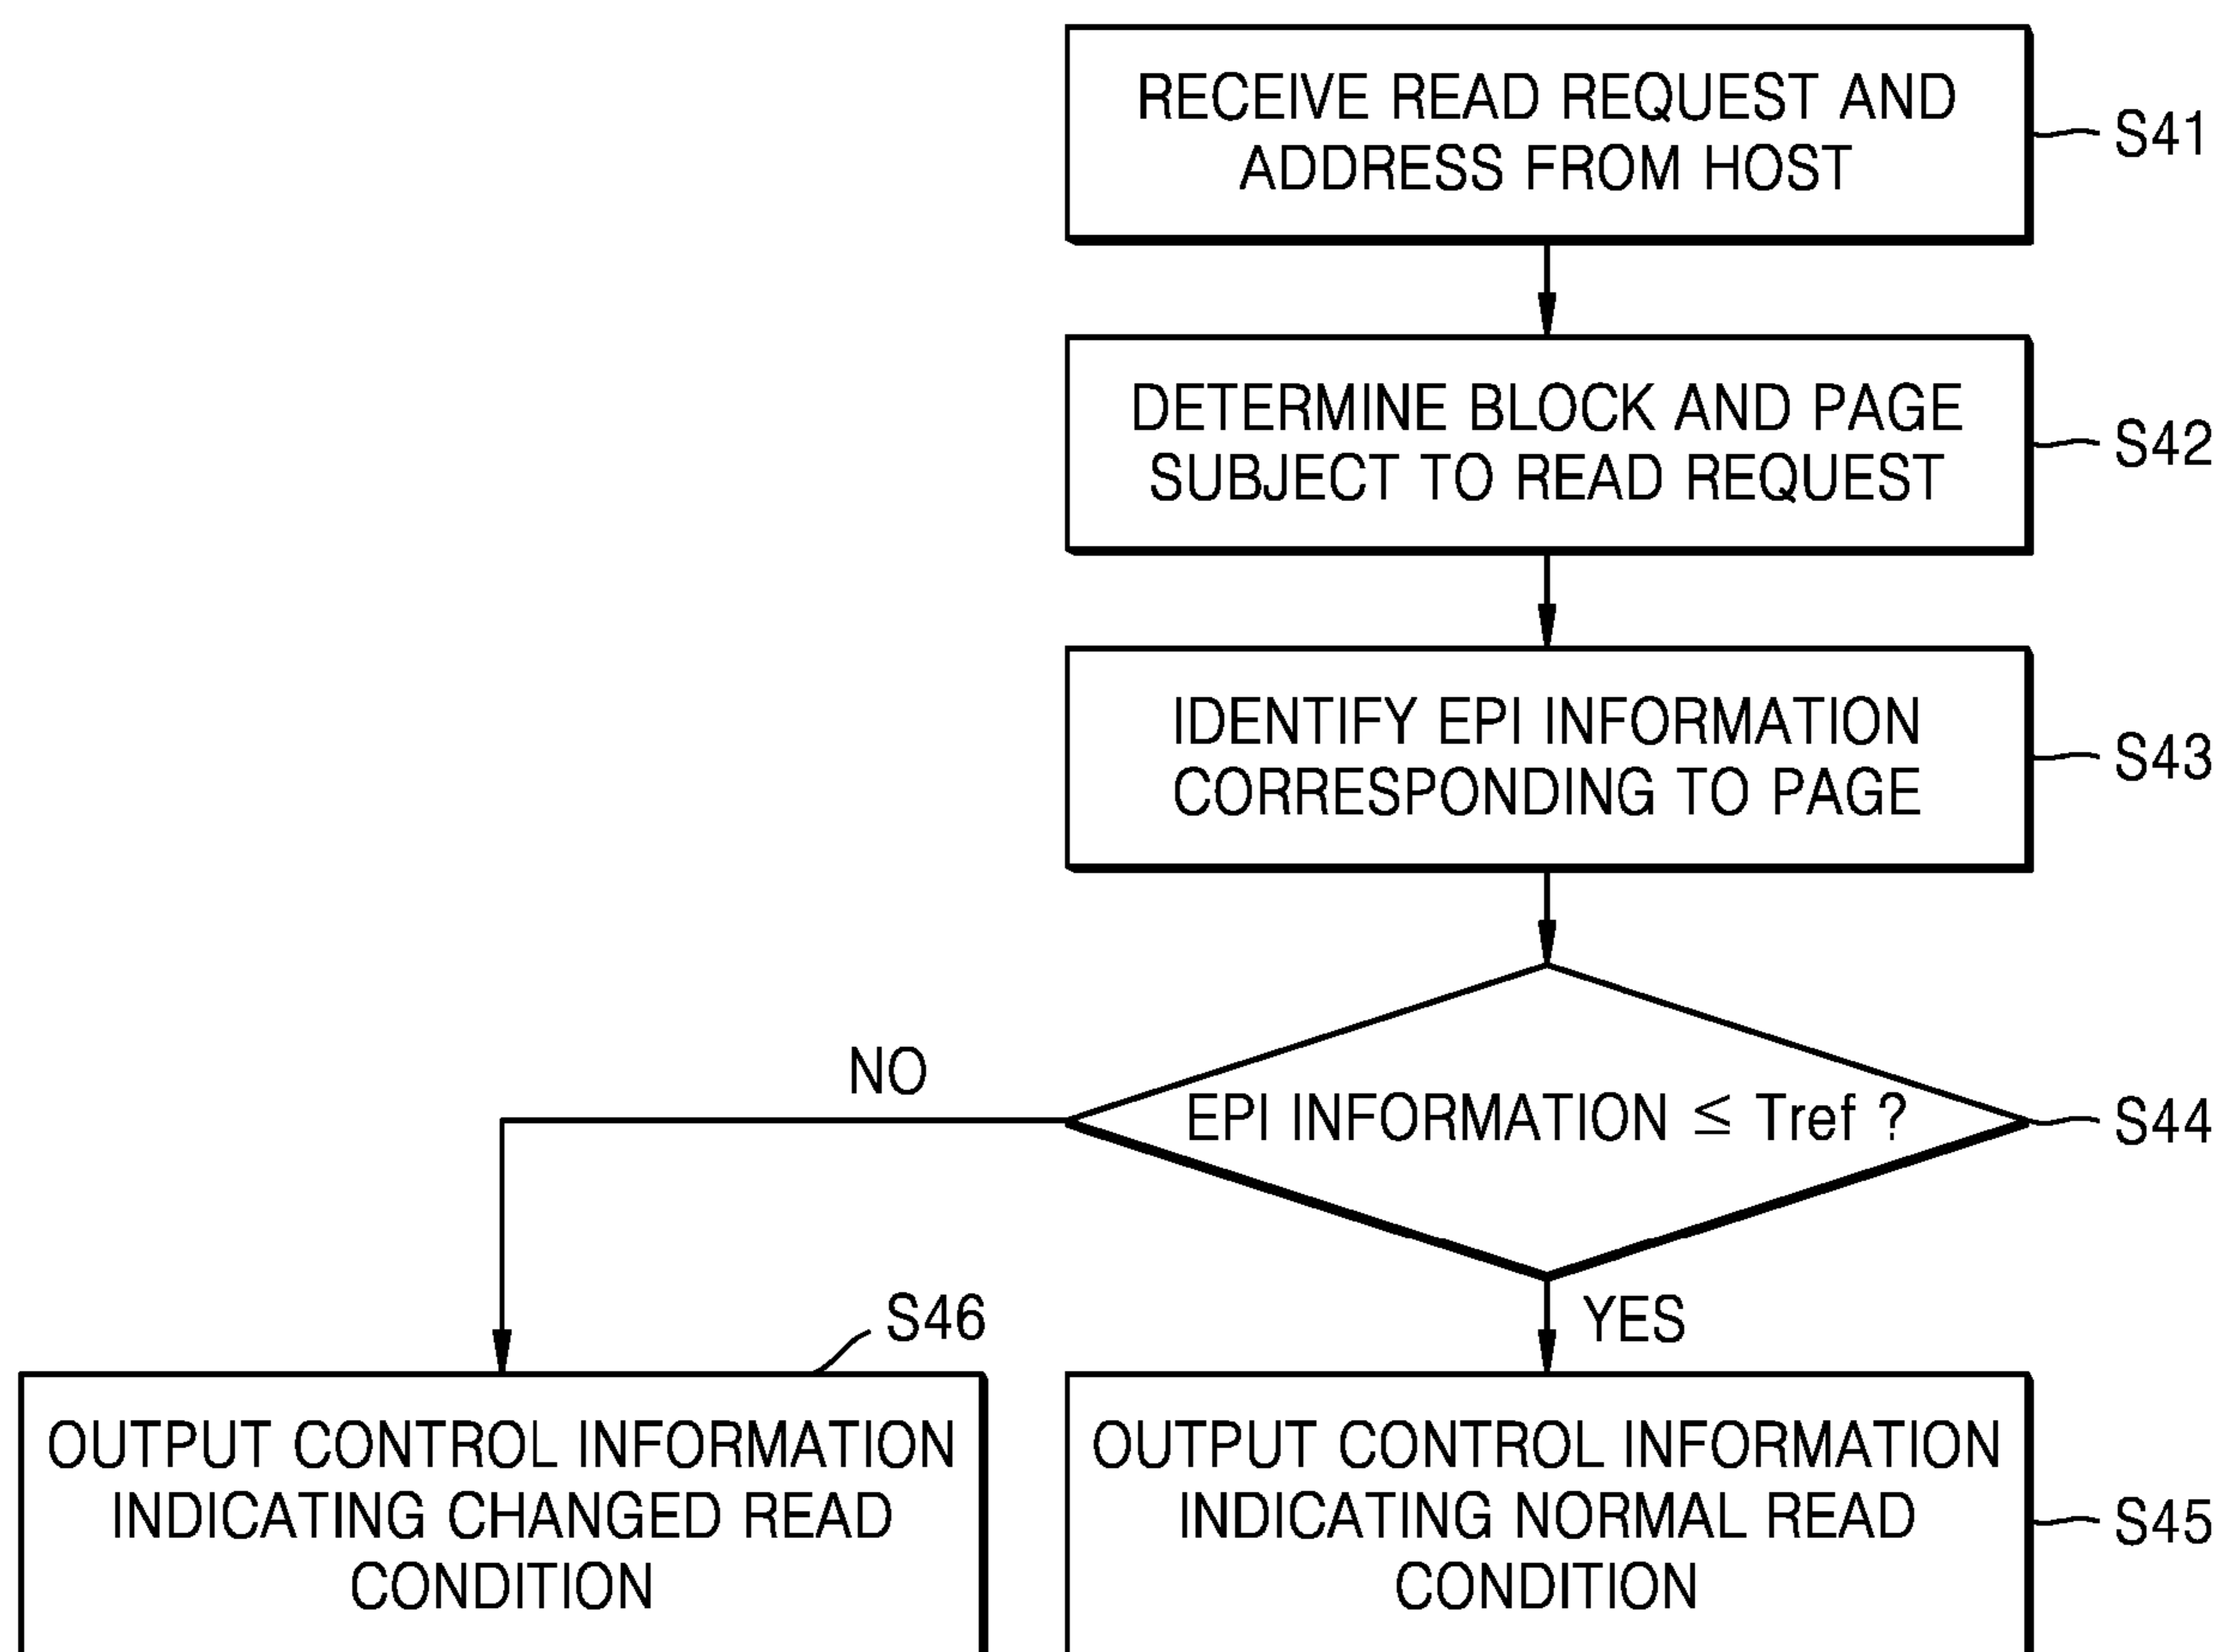 RECEIVE READ REQUEST AND
ADDRESS FROM HOST
S41
DETERMINE BLOCK AND PAGE
SUBJECT TO READ REQUEST
S42
IDENTIFY EPI INFORMATION
CORRESPONDING TO PAGE
S43
EPI INFORMATION ≤ Tref ?
S44
NO
YES
S46
OUTPUT CONTROL INFORMATION
INDICATING CHANGED READ
CONDITION
OUTPUT CONTROL INFORMATION
INDICATING NORMAL READ
CONDITION
S45